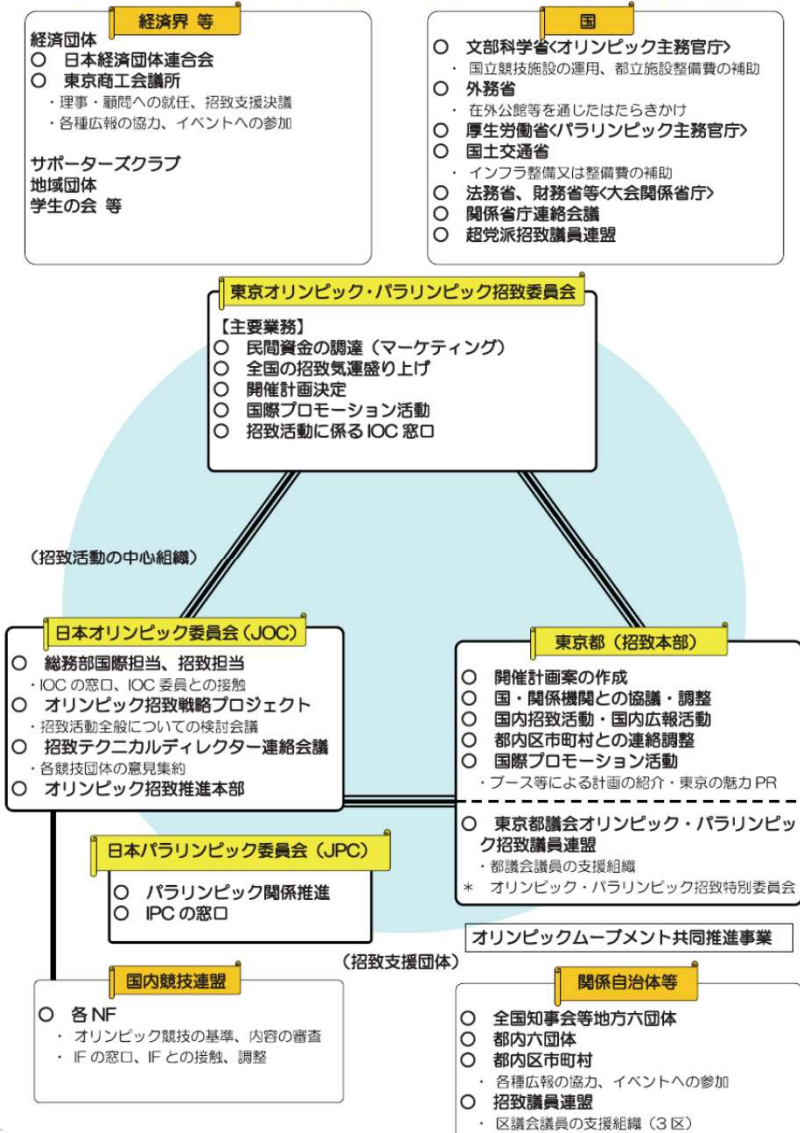 経済界 等
経済団体
○ 日本経済団体連合会
○ 東京商工会議所
・理事・顧問への就任、招致支援決議
・各種広報の協力、イベントへの参加
サポーターズクラブ
地域団体
学生の会 等
国
○ 文部科学省<オリンピック主務官庁>
・ 国立競技施設の運用、都立施設整備費の補助
○ 外務省
・ 在外公館等を通じたはたらきかけ
○ 厚生労働省<パラリンピック主務官庁>
○ 国土交通省
・ インフラ整備又は整備費の補助
○ 法務省、財務省等<大会関係省庁>
○ 関係省庁連絡会議
○ 超党派招致議員連盟
東京オリンピック・パラリンピック招致委員会
【主要業務】
○ 民間資金の調達（マーケティング）
○ 全国の招致気運盛り上げ
○ 開催計画決定
○ 国際プロモーション活動
○ 招致活動に係る IOC 窓口
（招致活動の中心組織）
日本オリンピック委員会（JOC）
○ 総務部国際担当、招致担当
・IOC の窓口、IOC 委員との接触
○ オリンピック招致戦略プロジェクト
・招致活動全般についての検討会議
○ 招致テクニカルディレクター連絡会議
・各競技団体の意見集約
○ オリンピック招致推進本部
東京都（招致本部）
○ 開催計画案の作成
○ 国・関係機関との協議・調整
○ 国内招致活動・国内広報活動
○ 都内区市町村との連絡調整
○ 国際プロモーション活動
・ブース等による計画の紹介・東京の魅力 PR
○ 東京都議会オリンピック・パラリンピッ
ク招致議員連盟
・都議会議員の支援組織
＊ オリンピック・パラリンピック招致特別委員会
日本パラリンピック委員会（JPC）
○ パラリンピック関係推進
○ IPC の窓口
オリンピックムーブメント共同推進事業
（招致支援団体）
国内競技連盟
○ 各 NF
・ オリンピック競技の基準、内容の審査
・ IF の窓口、IF との接触、調整
関係自治体等
○ 全国知事会等地方六団体
○ 都内六団体
○ 都内区市町村
・ 各種広報の協力、イベントへの参加
○ 招致議員連盟
・ 区議会議員の支援組織（3 区）